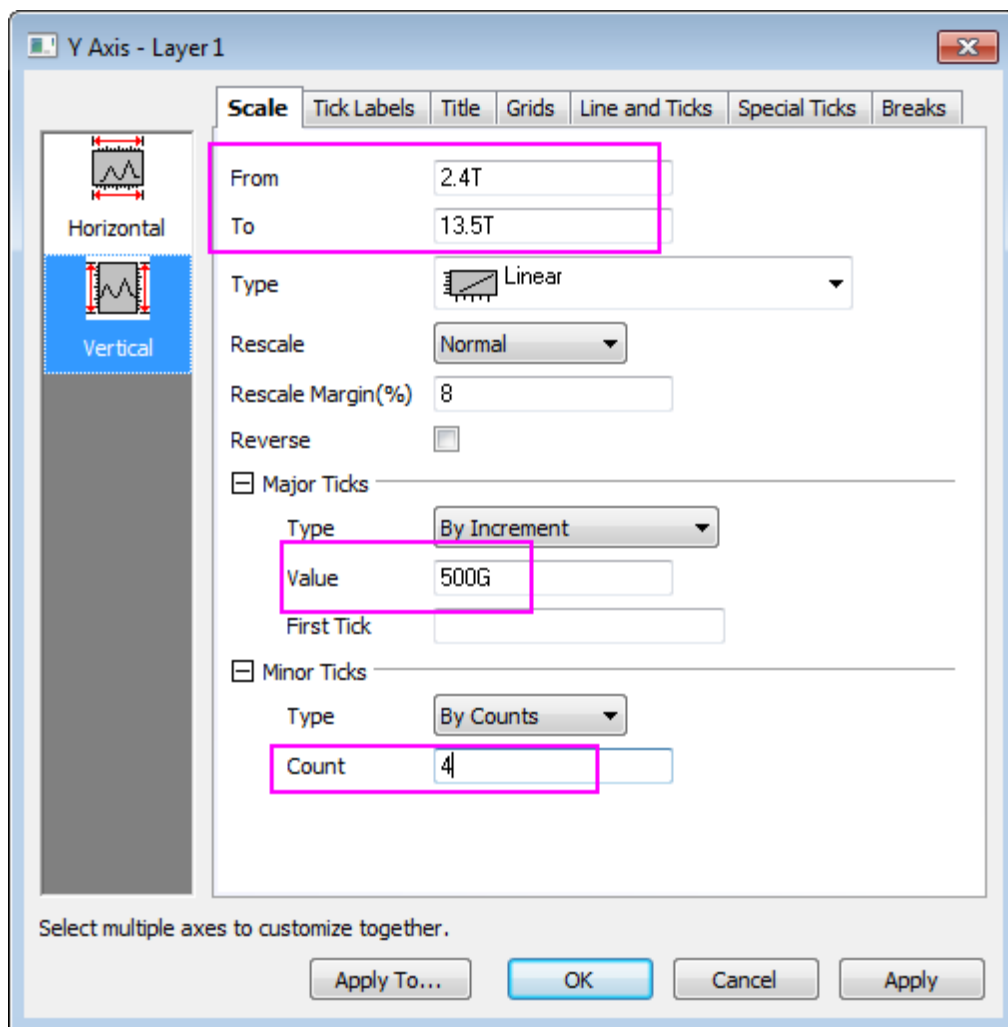 Y Axis - Layer 1
Scale Tick Labels Title Grids Line and Ticks Special Ticks Breaks
Horizontal
Vertical
From 2.4T
To 13.5T
Type Linear
Rescale Normal
Rescale Margin(%) 8
Reverse
Major Ticks
Type By Increment
Value 500G
First Tick
Minor Ticks
Type By Counts
Count 4
Select multiple axes to customize together.
Apply To... OK Cancel Apply